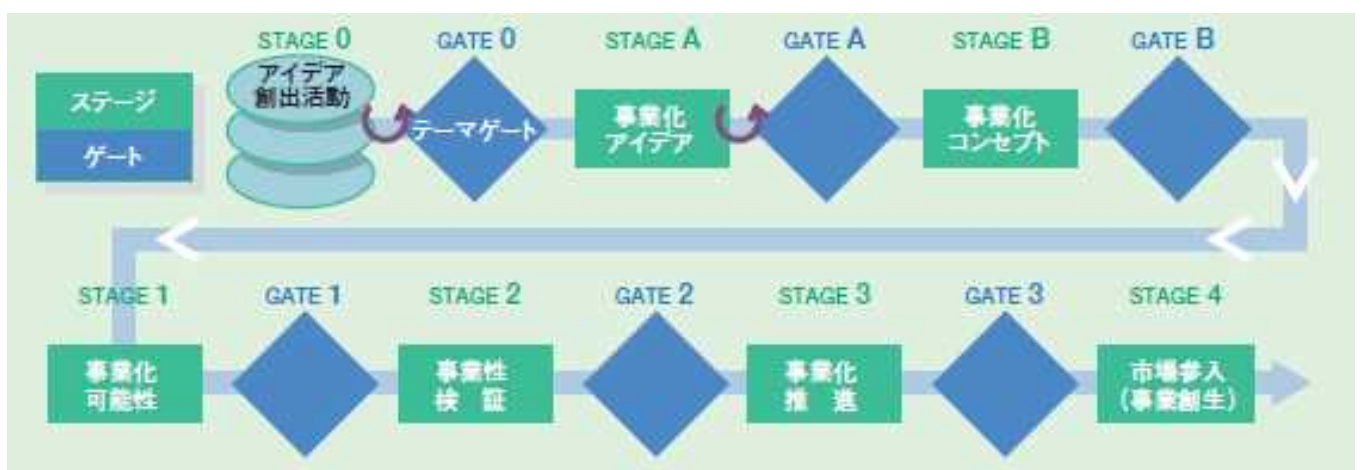 STAGE 0
GATE 0
STAGE A
GATE A
STAGE B
GATE B
ステージ
ゲート
アイデア
創出活動
テーマゲート
事業化
アイデア
事業化
コンセプト
STAGE 1
GATE 1
STAGE 2
GATE 2
STAGE 3
GATE 3
STAGE 4
事業化
可能性
事業性
検 証
事業化
推 進
市場参入
(事業創生)